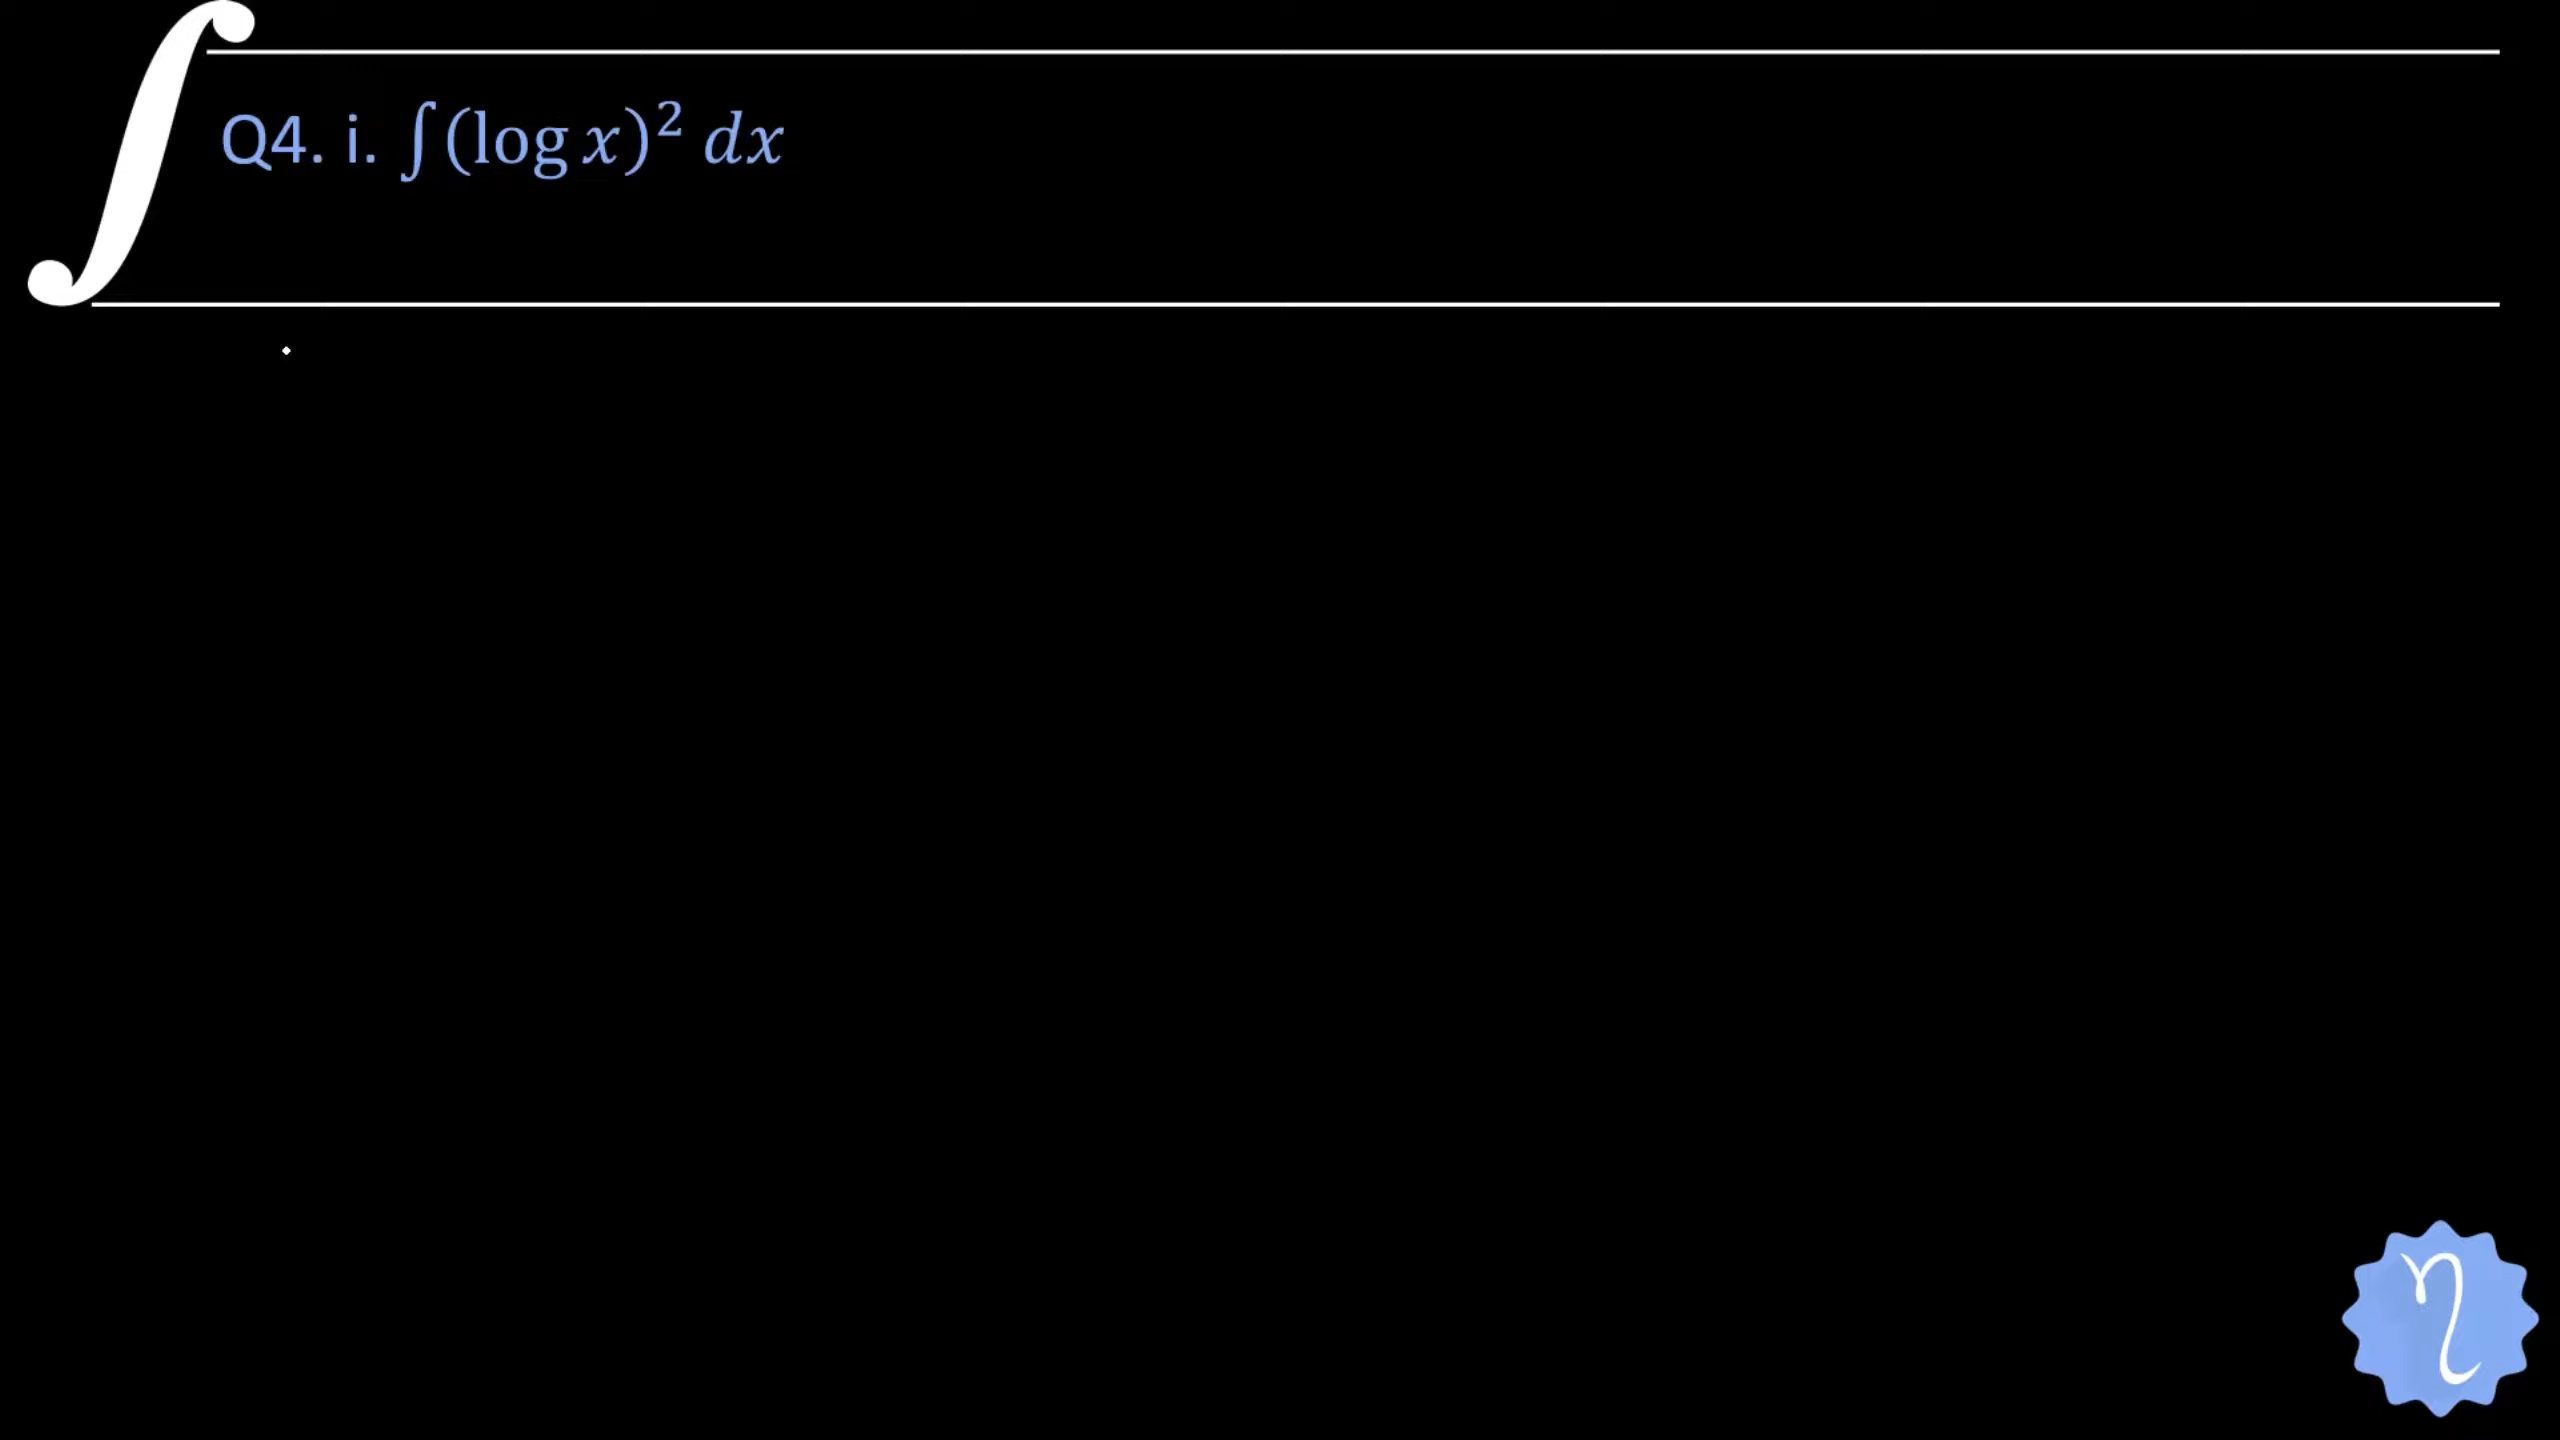 Q4. i. ∫(log x)² dx
η